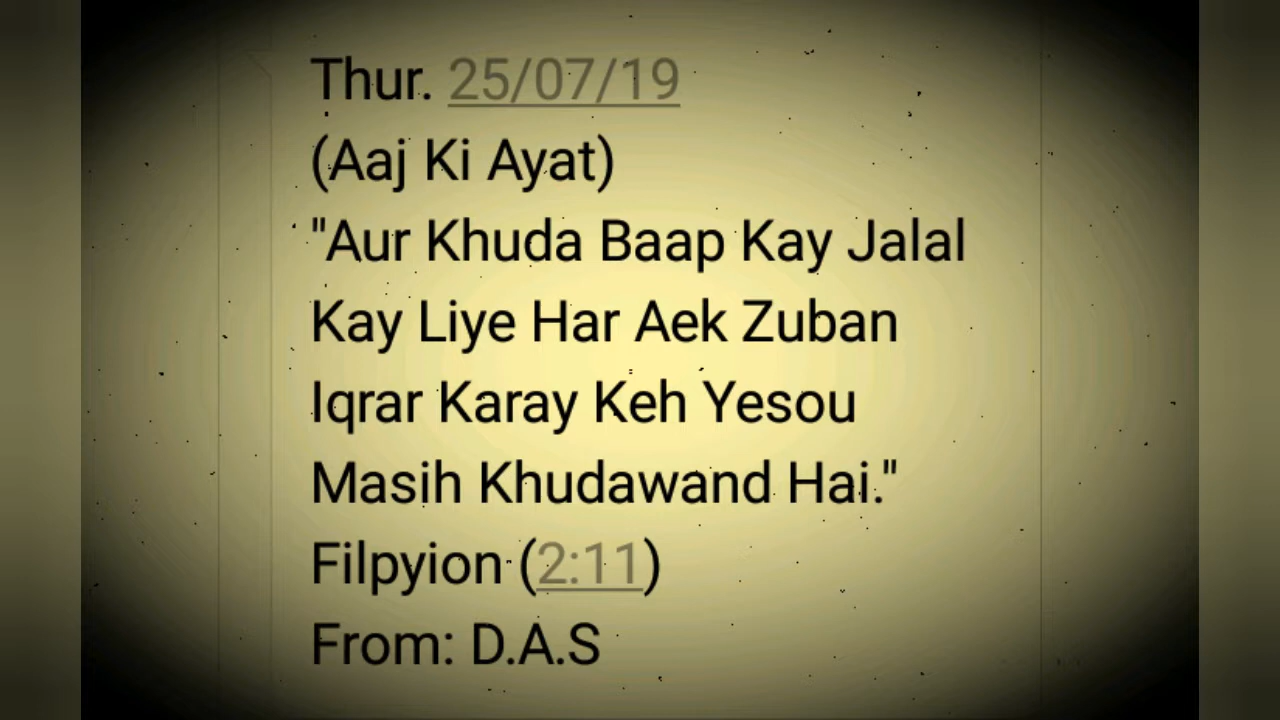 Thur. 25/07/19
(Aaj Ki Ayat)
"Aur Khuda Baap Kay Jalal
Kay Liye Har Aek Zuban
Iqrar Karay Keh Yesou
Masih Khudawand Hai."
Filpyion (2:11)
From: D.A.S